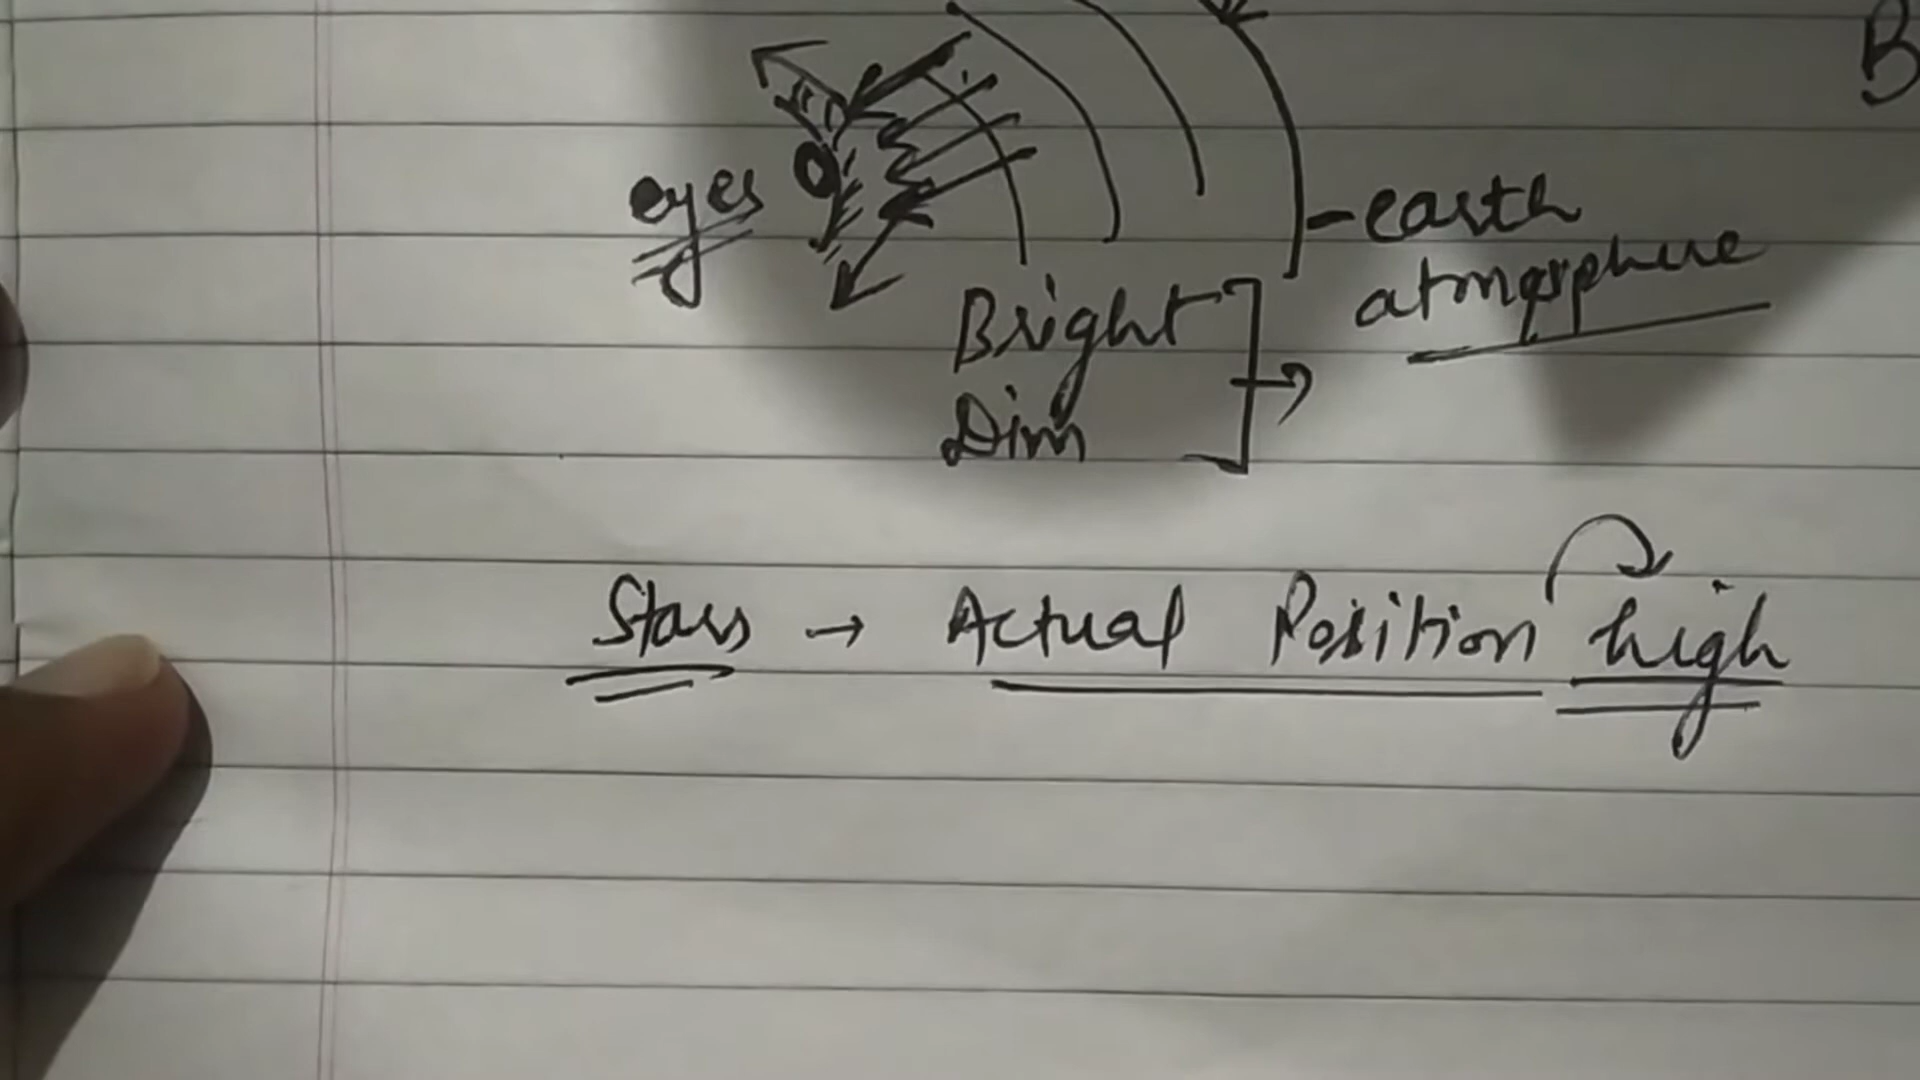 B
eyes
-earth
atmosphere
Bright
Dim
Stars → Actual Position high